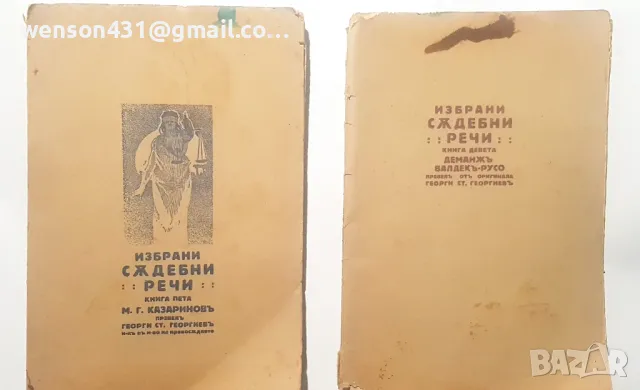 wenson431@gmail.co...
ИЗБРАНИ
СѪДЕБНИ
:: РЕЧИ ::
КНИГА ПЕТА
М. Г. КАЗАРИНОВЪ
ПРЕВЕЛЪ
ГЕОРГИ СТ. ГЕОРГИЕВЪ
ИЗБРАНИ
СѪДЕБНИ
:: РЕЧИ ::
КНИГА ДЕВЕТА
ДЕМАНЖЪ
ВАЛДЕКЪ-РУСО
ПРЕВЕЛЪ ОТЪ ОРИГИНАЛА
ГЕОРГИ СТ. ГЕОРГИЕВЪ
BAZAR.BG